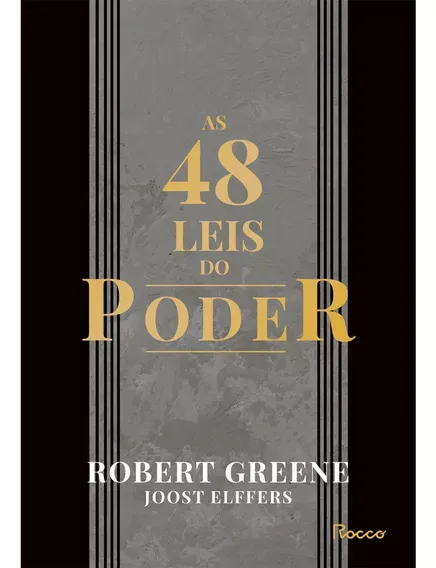 AS
48
LEIS
DO
PODER
ROBERT GREENE
JOOST ELFFERS
Rocco